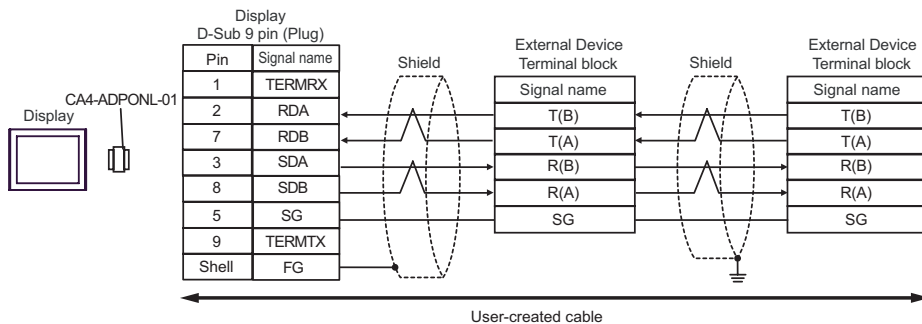 Display
D-Sub 9 pin (Plug)
Pin Signal name
1 TERMRX
2 RDA
7 RDB
3 SDA
8 SDB
5 SG
9 TERMTX
Shell FG
CA4-ADPONL-01
Display
Shield
External Device
Terminal block
Signal name
T(B)
T(A)
R(B)
R(A)
SG
Shield
External Device
Terminal block
Signal name
T(B)
T(A)
R(B)
R(A)
SG
User-created cable